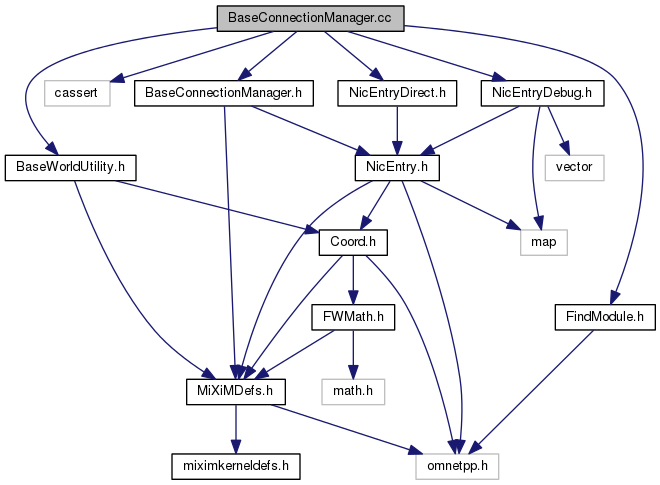 BaseConnectionManager.cc
cassert
BaseConnectionManager.h
NicEntryDirect.h
NicEntryDebug.h
BaseWorldUtility.h
NicEntry.h
vector
Coord.h
map
FWMath.h
FindModule.h
MiXiMDefs.h
math.h
miximkerneldefs.h
omnetpp.h